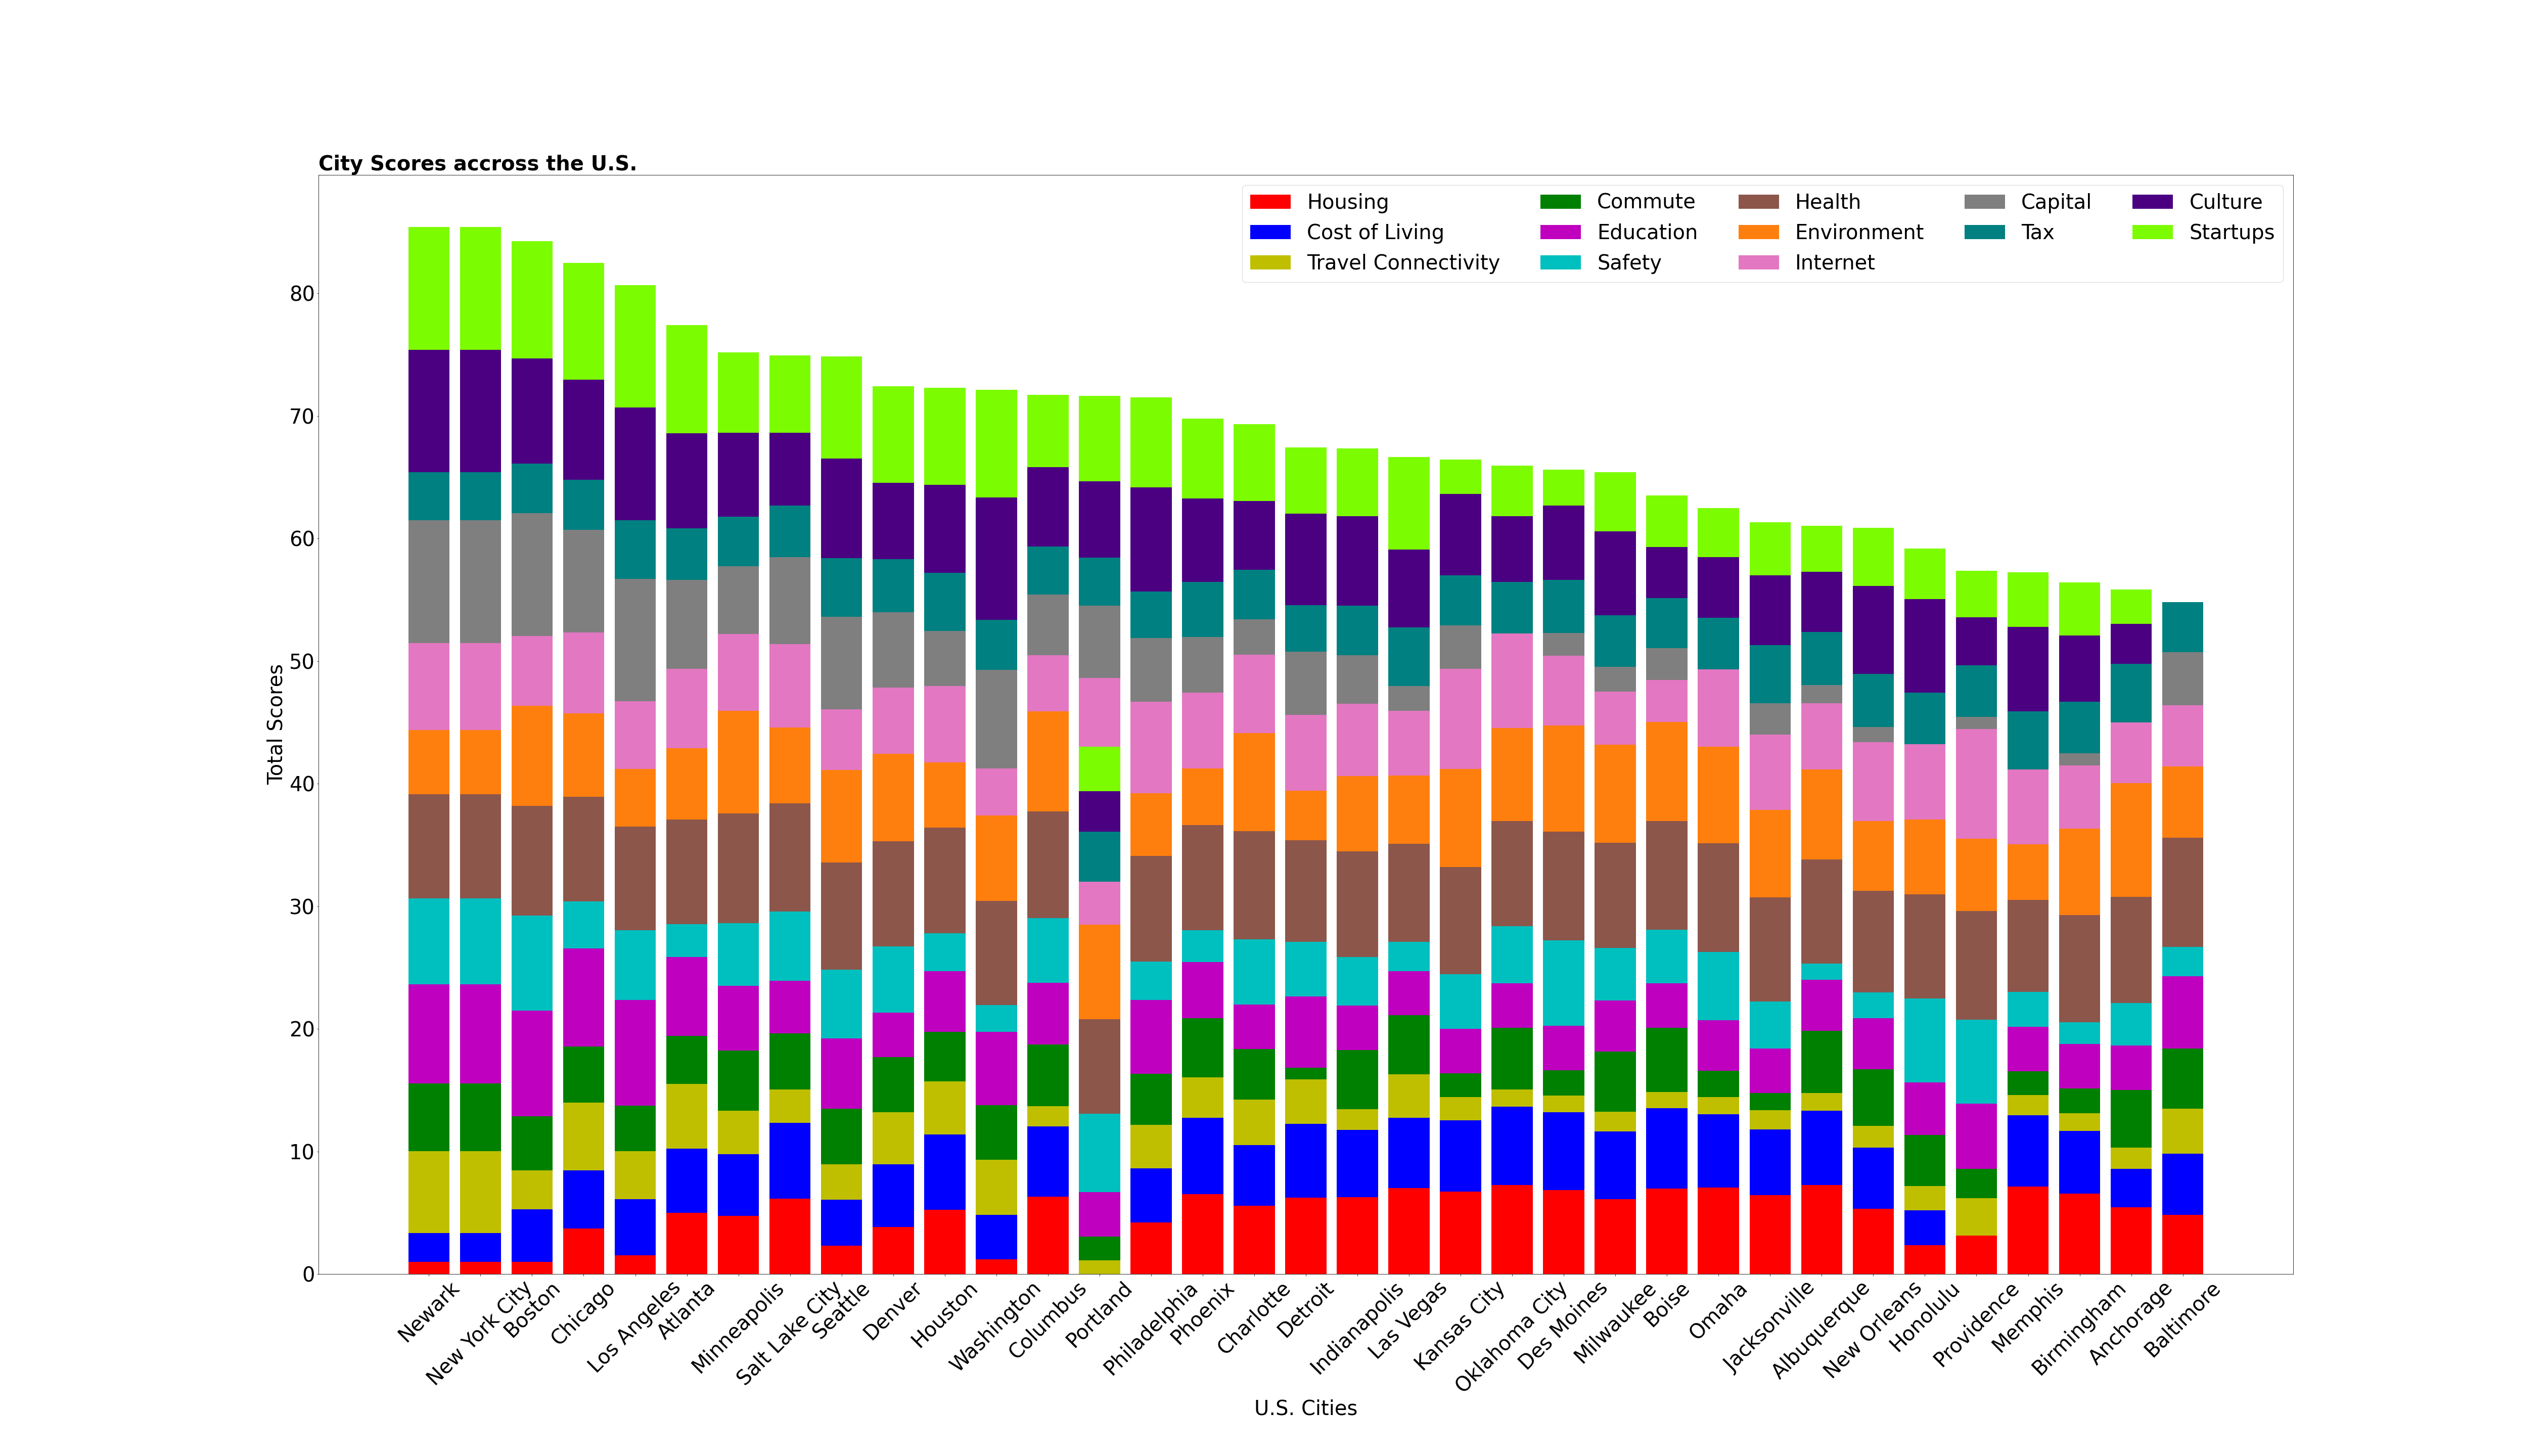 City Scores accross the U.S.
Housing
Cost of Living
Travel Connectivity
Commute
Education
Safety
Health
Environment
Internet
Capital
Tax
Culture
Startups
Total Scores
80
70
60
50
40
30
20
10
0
Newark
New York City
Boston
Chicago
Los Angeles
Atlanta
Minneapolis
Salt Lake City
Seattle
Denver
Houston
Washington
Columbus
Portland
Philadelphia
Phoenix
Charlotte
Detroit
Indianapolis
Las Vegas
Kansas City
Oklahoma City
Des Moines
Milwaukee
Boise
Omaha
Jacksonville
Albuquerque
New Orleans
Honolulu
Providence
Memphis
Birmingham
Anchorage
Baltimore
U.S. Cities